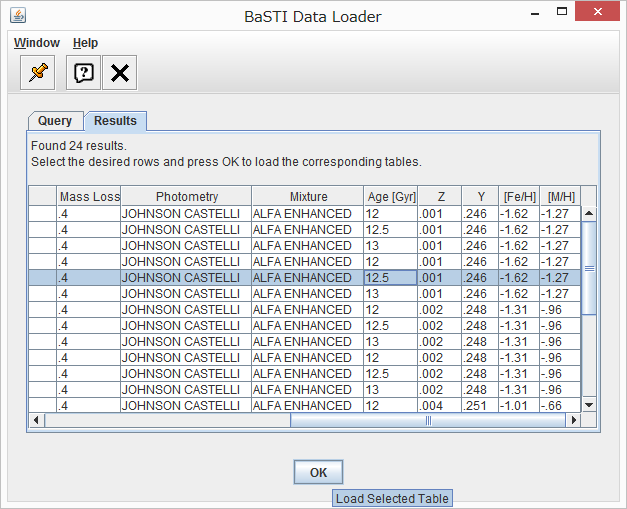 BaSTI Data Loader
Window Help
Query Results
Found 24 results.
Select the desired rows and press OK to load the corresponding tables.
Mass Loss Photometry Mixture Age [Gyr] Z Y [Fe/H] [M/H]
.4 JOHNSON CASTELLI ALFA ENHANCED 12 .001 .246 -1.62 -1.27
.4 JOHNSON CASTELLI ALFA ENHANCED 12.5 .001 .246 -1.62 -1.27
.4 JOHNSON CASTELLI ALFA ENHANCED 13 .001 .246 -1.62 -1.27
.4 JOHNSON CASTELLI ALFA ENHANCED 12 .001 .246 -1.62 -1.27
.4 JOHNSON CASTELLI ALFA ENHANCED 12.5 .001 .246 -1.62 -1.27
.4 JOHNSON CASTELLI ALFA ENHANCED 13 .001 .246 -1.62 -1.27
.4 JOHNSON CASTELLI ALFA ENHANCED 12 .002 .248 -1.31 -.96
.4 JOHNSON CASTELLI ALFA ENHANCED 12.5 .002 .248 -1.31 -.96
.4 JOHNSON CASTELLI ALFA ENHANCED 13 .002 .248 -1.31 -.96
.4 JOHNSON CASTELLI ALFA ENHANCED 12 .002 .248 -1.31 -.96
.4 JOHNSON CASTELLI ALFA ENHANCED 12.5 .002 .248 -1.31 -.96
.4 JOHNSON CASTELLI ALFA ENHANCED 13 .002 .248 -1.31 -.96
.4 JOHNSON CASTELLI ALFA ENHANCED 12 .004 .251 -1.01 -.66
OK
Load Selected Table